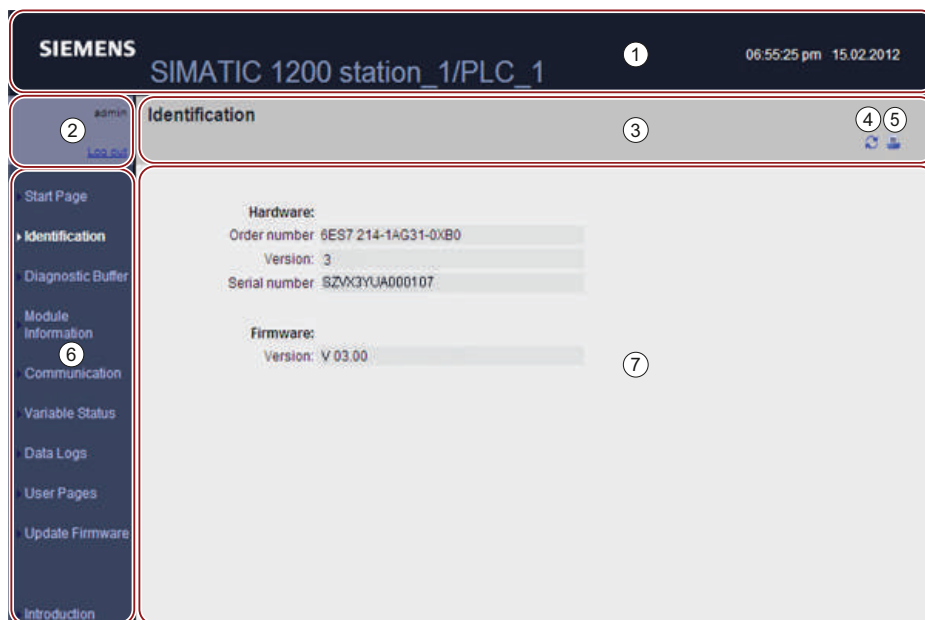 SIEMENS
SIMATIC 1200 station_1/PLC_1
1
06:55:25 pm 15.02.2012
admin
2
Log out
Identification
3
4
5
Start Page
Identification
Diagnostic Buffer
Module
Information
6
Communication
Variable Status
Data Logs
User Pages
Update Firmware
Introduction
Hardware:
Order number 6ES7 214-1AG31-0XB0
Version: 3
Serial number SZVX3YUA000107
Firmware:
Version: V 03.00
7